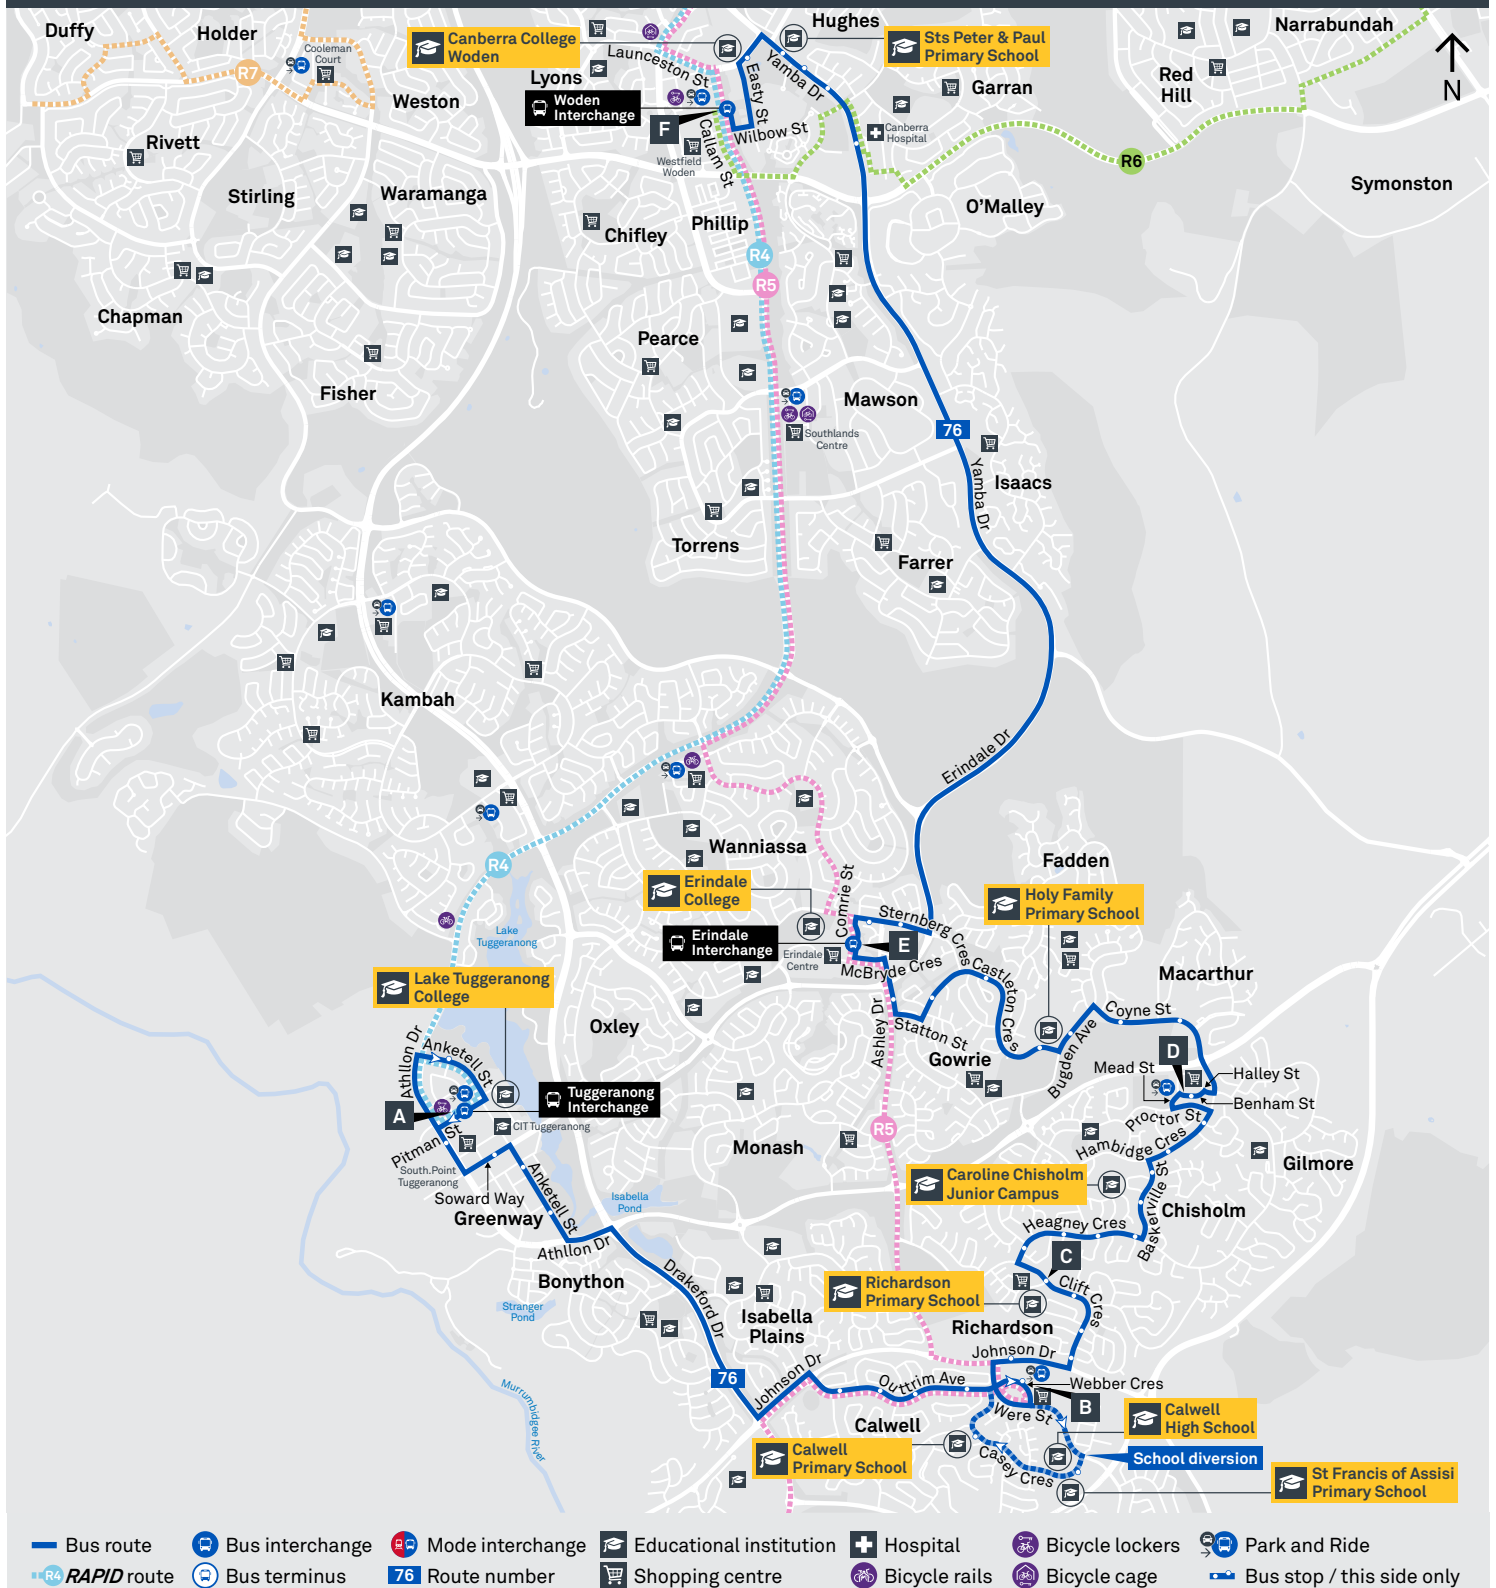 Duffy
Holder
Cooleman
Court
R7
Weston
Rivett
Stirling
Waramanga
Chapman
Fisher
Canberra College
Woden
Launceston St
Lyons
Woden
Interchange
F
Callam St
Westfield
Woden
Easty St
Wilbow St
Yamba Dr
Hughes
Sts Peter & Paul
Primary School
Garran
Canberra
Hospital
Narrabundah
Red
Hill
N
R6
Symonston
O'Malley
Chifley
Phillip
R4
R5
Pearce
Mawson
Southlands
Centre
76
Yamba Dr
Isaacs
Torrens
Farrer
Kambah
Erindale Dr
Wanniassa
R4
Fadden
Erindale
College
Comrie St
Sternberg Cres
Holy Family
Primary School
Erindale
Interchange
E
Erindale
Centre
McBryde Cres
Castleton Cres
Macarthur
Lake
Tuggeranong
Lake Tuggeranong
College
Oxley
Ashley Dr
Statton St
Gowrie
Bugden Ave
Coyne St
D
Mead St
Halley St
Benham St
Proctor St
Hambidge Cres
Athllon Dr
Anketell St
A
Tuggeranong
Interchange
CIT Tuggeranong
Pitman St
South.Point
Tuggeranong
Soward Way
Greenway
Anketell St
Athllon Dr
Isabella
Pond
Monash
R5
Gilmore
Caroline Chisholm
Junior Campus
Baskerville St
Chisholm
Heagney Cres
C
Clift Cres
Bonython
Drakeford Dr
Stranger
Pond
Isabella
Plains
Richardson
Primary School
Richardson
Johnson Dr
76
Johnson Dr
Outtrim Ave
Webber Cres
B
Were St
Calwell
Calwell
High School
Calwell
Primary School
Casey Cres
School diversion
St Francis of Assisi
Primary School
Murrumbidgee River
Bus route
Bus interchange
Mode interchange
Educational institution
Hospital
Bicycle lockers
Park and Ride
R4 RAPID route
Bus terminus
76 Route number
Shopping centre
Bicycle rails
Bicycle cage
Bus stop / this side only